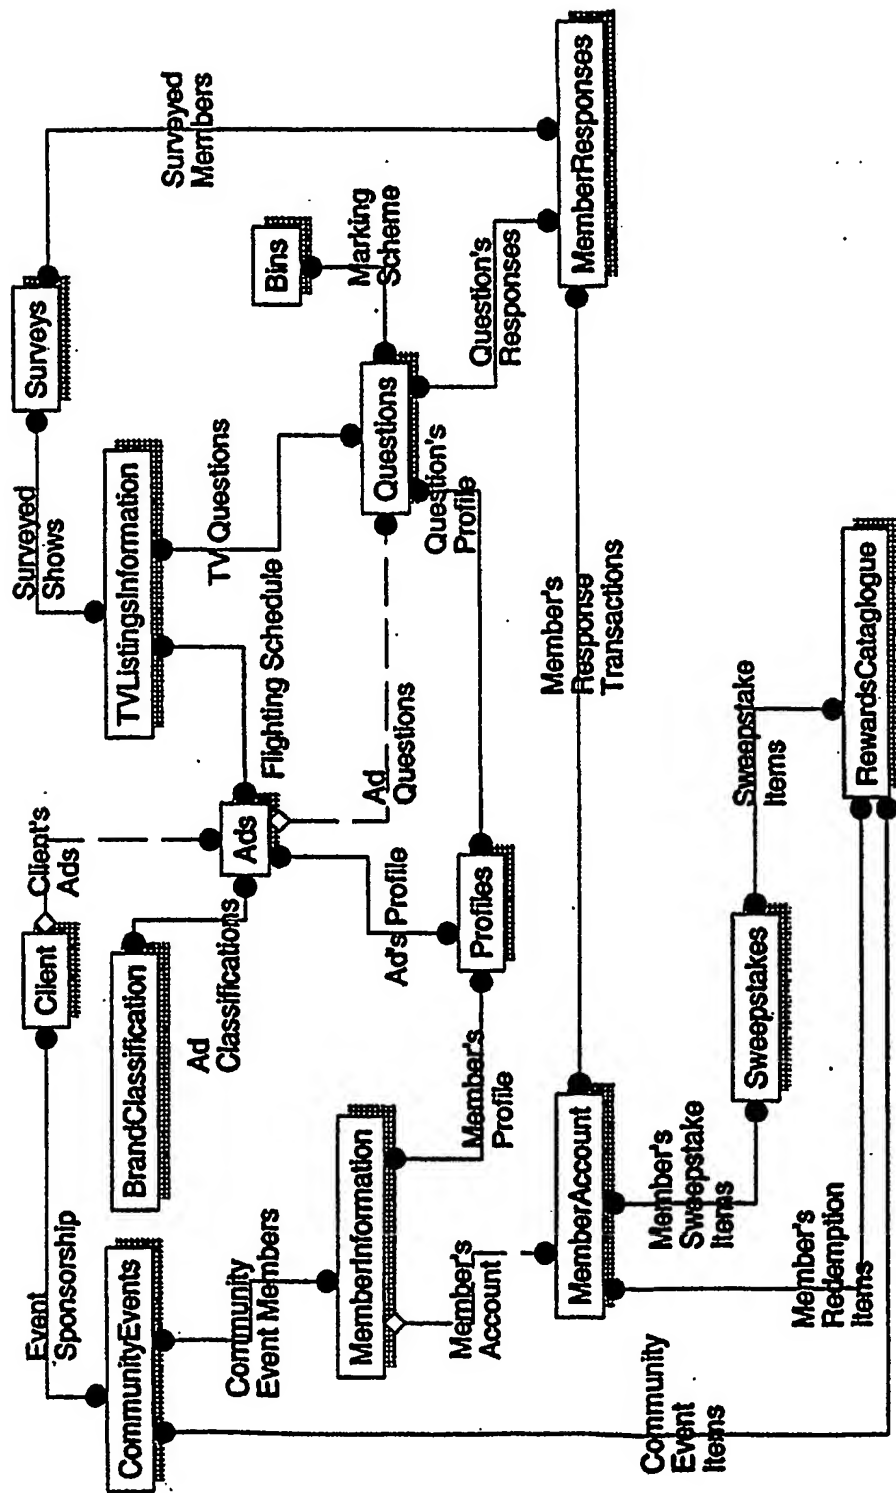 Event
Sponsorship
Client's
Ads
Surveyed
Shows
CommunityEvents
Client
Surveys
BrandClassification
TVListingsInformation
Surveyed
Members
Ad
Classifications
Flighting Schedule
TV Questions
Community
Event Members
Ads
Bins
MemberInformation
Ad
Questions
Questions
Marking
Scheme
Ad's Profile
Member's
Account
Member's
Profile
Profiles
Question's
Profile
Question's
Responses
MemberAccount
Member's
Response
Transactions
MemberResponses
Community
Event
Items
Member's
Sweepstake
Items
Sweepstakes
Sweepstake
Items
Member's
Redemption
Items
RewardsCataglogue